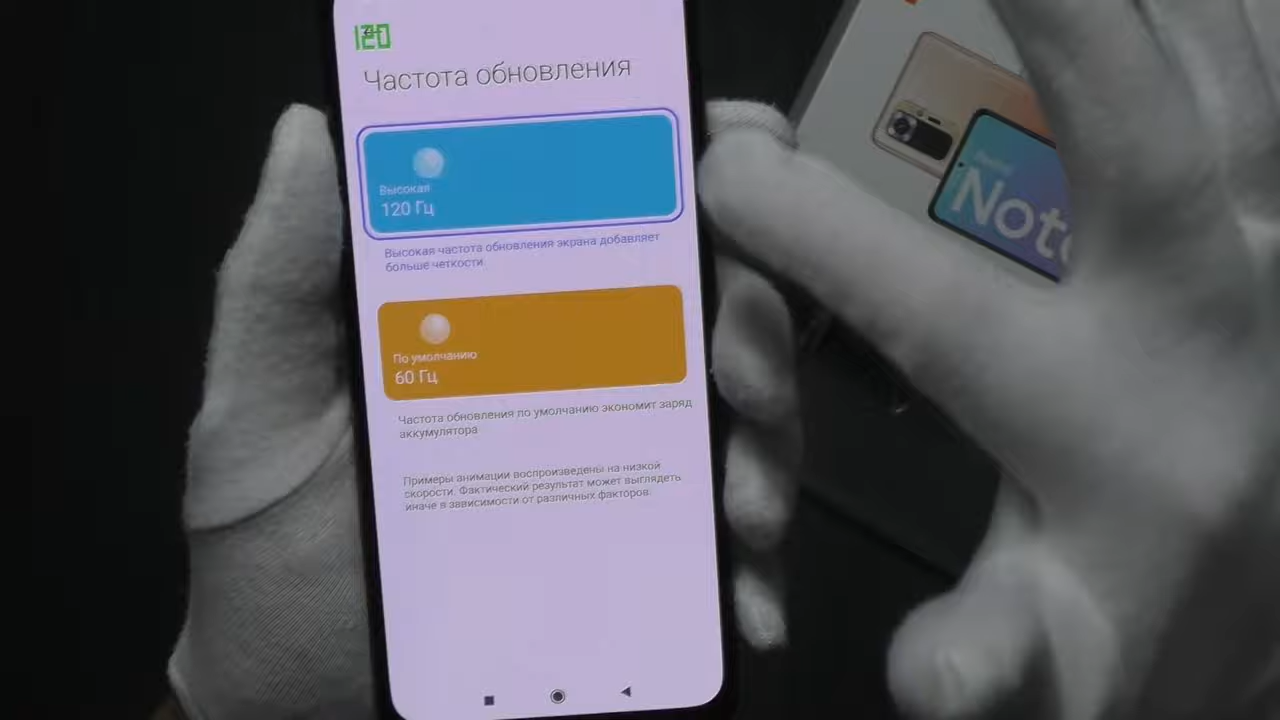 120
Частота обновления
Высокая
120 Гц
Высокая частота обновления экрана добавляет
больше четкости.
По умолчанию
60 Гц
Частота обновления по умолчанию экономит заряд
аккумулятора
Примеры анимации воспроизведены на низкой
скорости. Фактический результат может выглядеть
иначе в зависимости от различных факторов.
Redmi
Note